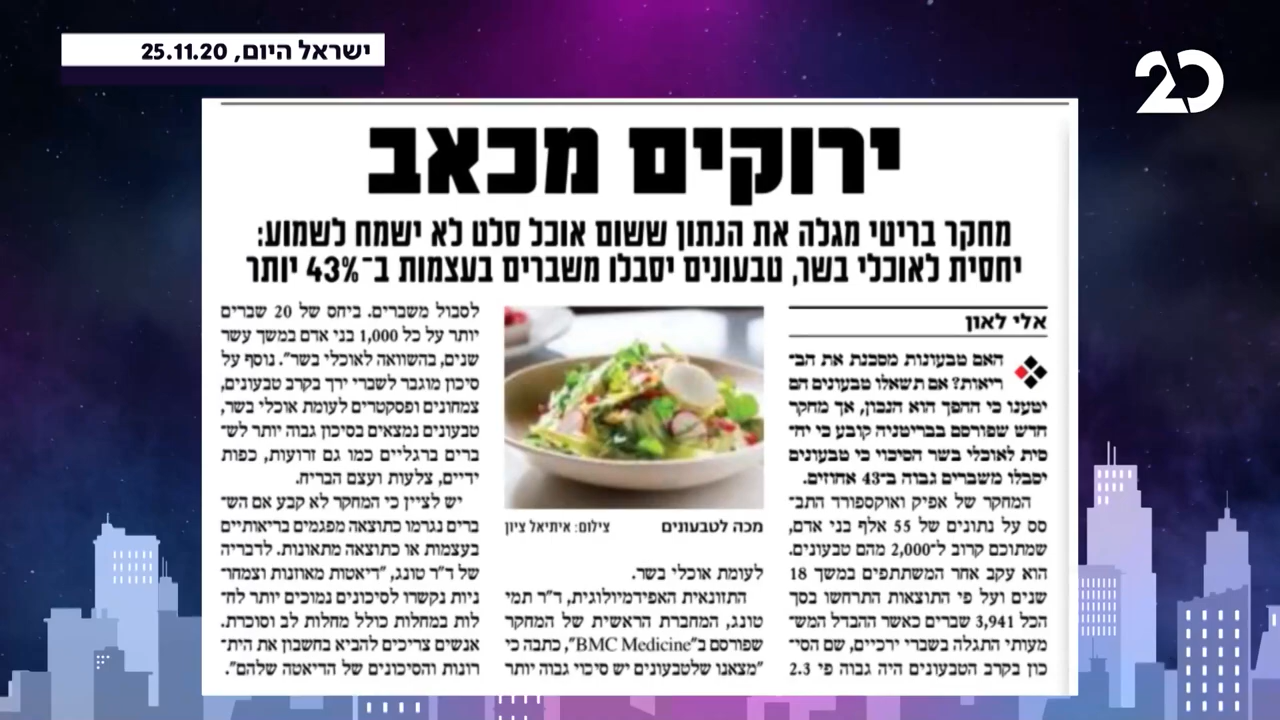 ישראל היום, 25.11.20
20
ירוקים מכאב
מחקר בריטי מגלה את הנתון ששום אוכל סלט לא ישמח לשמוע:
יחסית לאוכלי בשר, טבעונים יסבלו משברים בעצמות ב־43% יותר
אלי לאון
האם טבעונות מסכנת את הב־
ריאות? אם תשאלו טבעונים הם
יטענו כי ההפך הוא הנכון, אך מחקר
חדש שפורסם בבריטניה קובע כי יח־
סית לאוכלי בשר הסיכוי כי טבעונים
יסבלו משברים גבוה ב־43 אחוזים.
המחקר של אפיק ואוקספורד התב־
סס על נתונים של 55 אלף בני אדם,
שמתוכם קרוב ל־2,000 מהם טבעונים.
הוא עקב אחר המשתתפים במשך 18
שנים ועל פי התוצאות התרחשו בסך
הכל 3,941 שברים כאשר ההבדל המש־
מעותי התגלה בשברי ירכיים, שם הסי־
כון בקרב הטבעונים היה גבוה פי 2.3
מכה לטבעונים
צילום: איתיאל ציון
לעומת אוכלי בשר.
התזונאית האפידמיולוגית, ד"ר תמי
טונג, המחברת הראשית של המחקר
שפורסם ב"BMC Medicine", כתבה כי
"מצאנו שלטבעונים יש סיכוי גבוה יותר
לסבול משברים. ביחס של 20 שברים
יותר על כל 1,000 בני אדם במשך עשר
שנים, בהשוואה לאוכלי בשר". נוסף על
סיכון מוגבר לשברי ירך בקרב טבעונים,
צמחונים ופסקטרים לעומת אוכלי בשר,
טבעונים נמצאים בסיכון גבוה יותר לש־
ברים ברגליים כמו גם זרועות, כפות
ידיים, צלעות ועצם הבריח.
יש לציין כי המחקר לא קבע אם הש־
ברים נגרמו כתוצאה מפגמים בריאותיים
בעצמות או כתוצאה מתאונות. לדבריה
של ד"ר טונג, "דיאטות מאוזנות וצמחו־
ניות נקשרו לסיכונים נמוכים יותר לח־
לות במחלות כולל מחלות לב וסוכרת.
אנשים צריכים להביא בחשבון את הית־
רונות והסיכונים של הדיאטה שלהם".